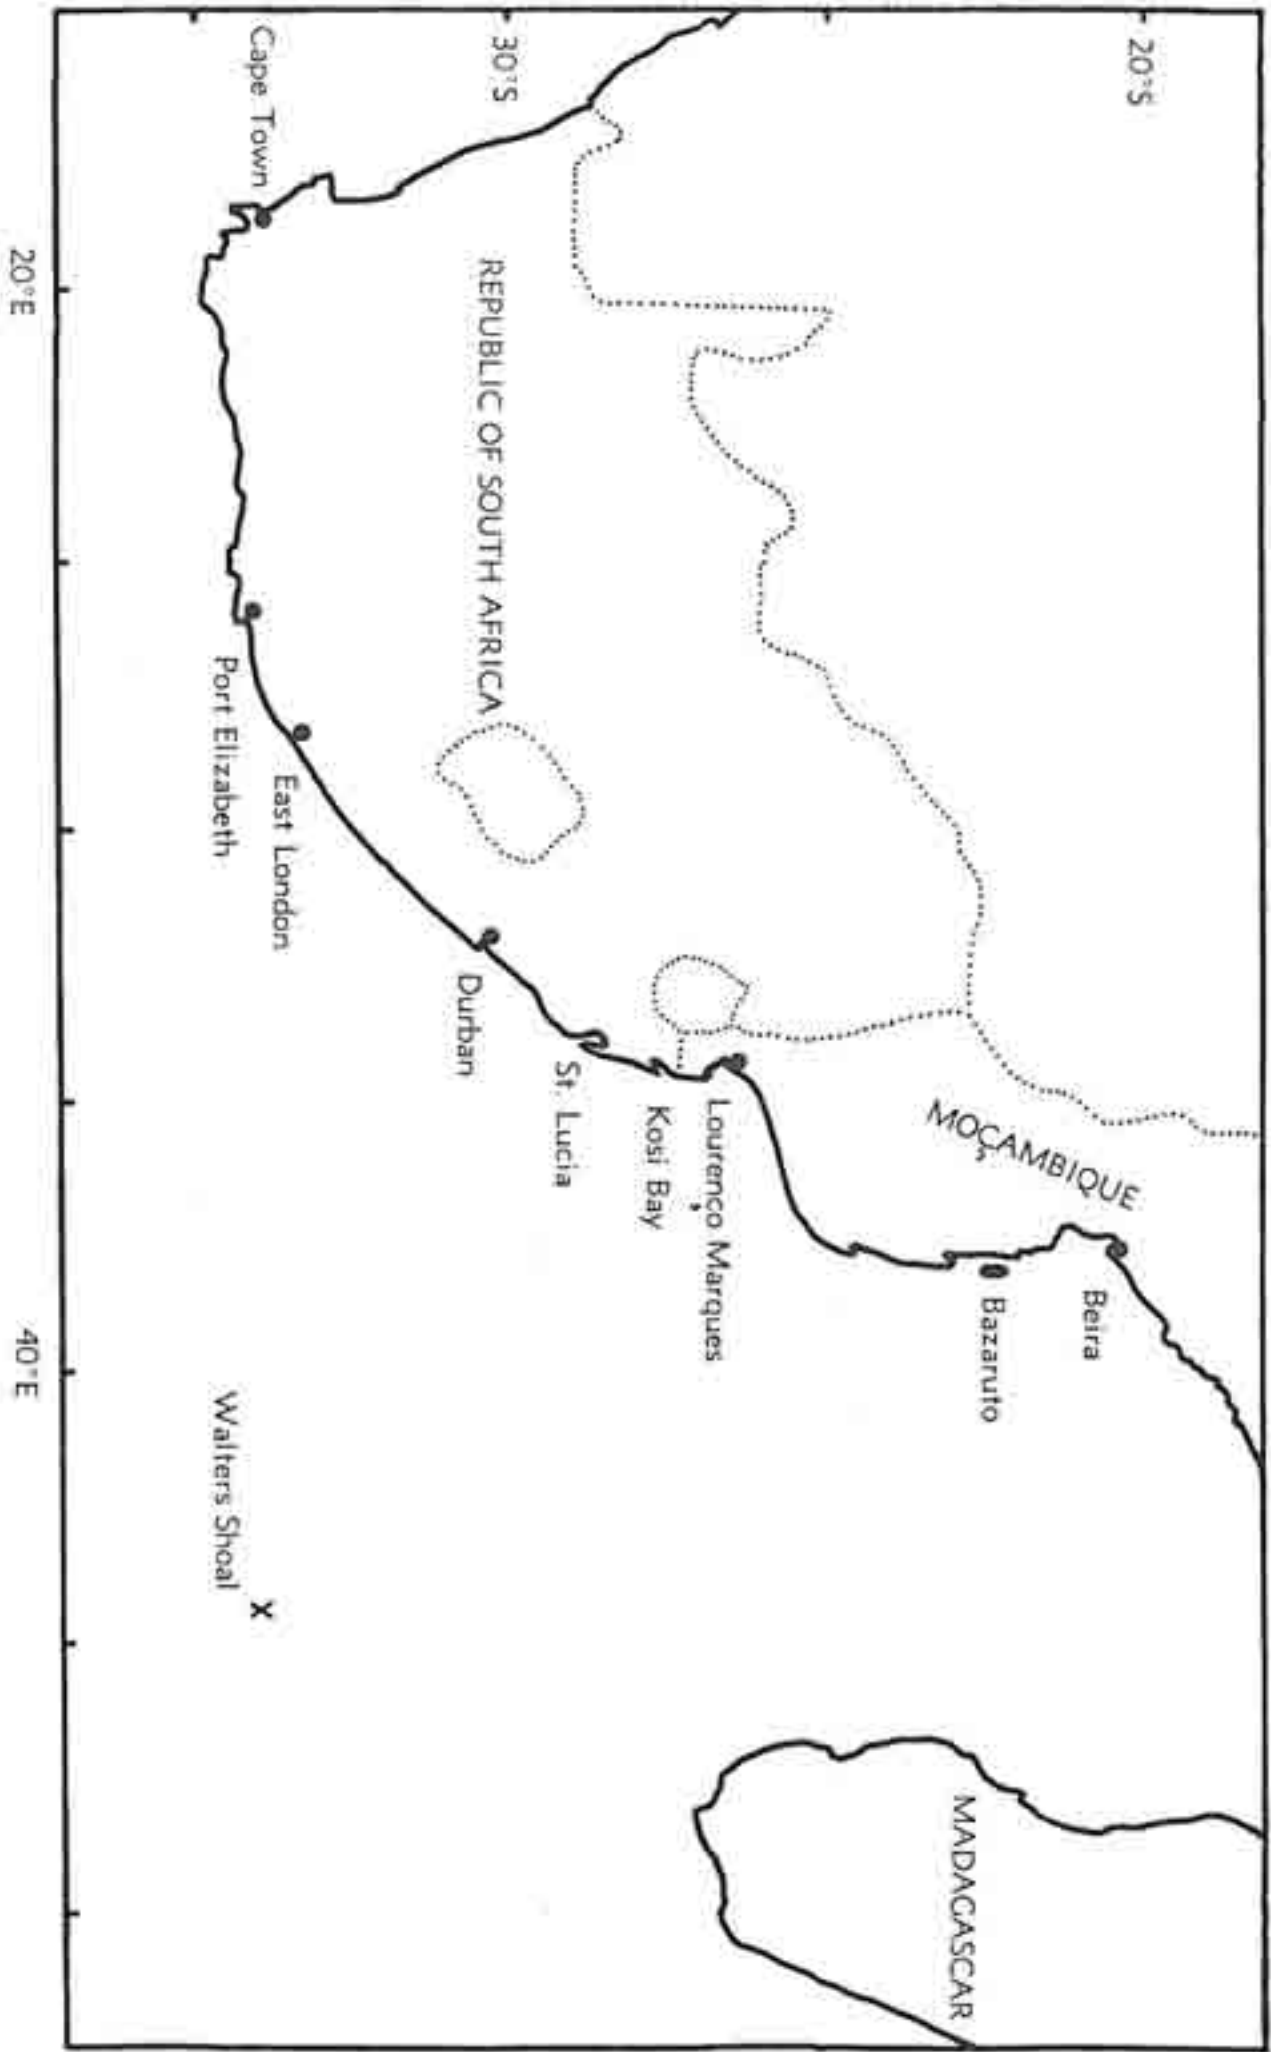 20°S
30°S
MOÇAMBIQUE
MADAGASCAR
Beira
Bazaruto
Lourenço Marques
Kosi Bay
St. Lucia
REPUBLIC OF SOUTH AFRICA
Durban
East London
Port Elizabeth
Cape Town
Walters Shoal
X
20°E
40°E